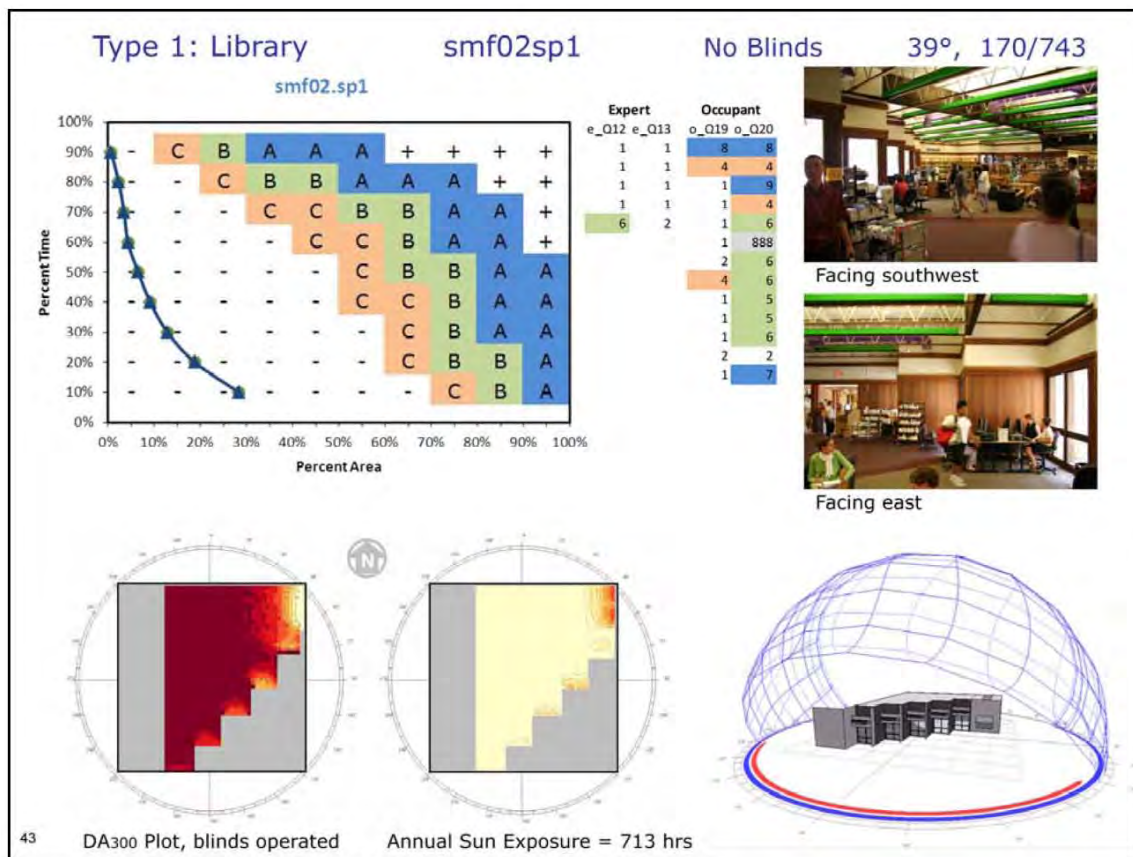 Type 1: Library smf02sp1 No Blinds 39°, 170/743
smf02.sp1
Percent Time
100%
90% - C B A A A + + + +
80% - - C B B A A A + +
70% - - - C C B B A A +
60% - - - - C C B A A +
50% - - - - - C B B A A
40% - - - - - C C B A A
30% - - - - - - C B A A
20% - - - - - - C B B A
10% - - - - - - - C B A
0%
0% 10% 20% 30% 40% 50% 60% 70% 80% 90% 100%
Percent Area
Expert Occupant
e_Q12 e_Q13 o_Q19 o_Q20
1 1 8 8
1 1 4 4
1 1 1 9
1 1 1 4
6 2 1 6
1 888
2 6
4 6
1 5
1 5
1 6
2 2
1 7
Facing southwest
Facing east
N
DA300 Plot, blinds operated
Annual Sun Exposure = 713 hrs
43